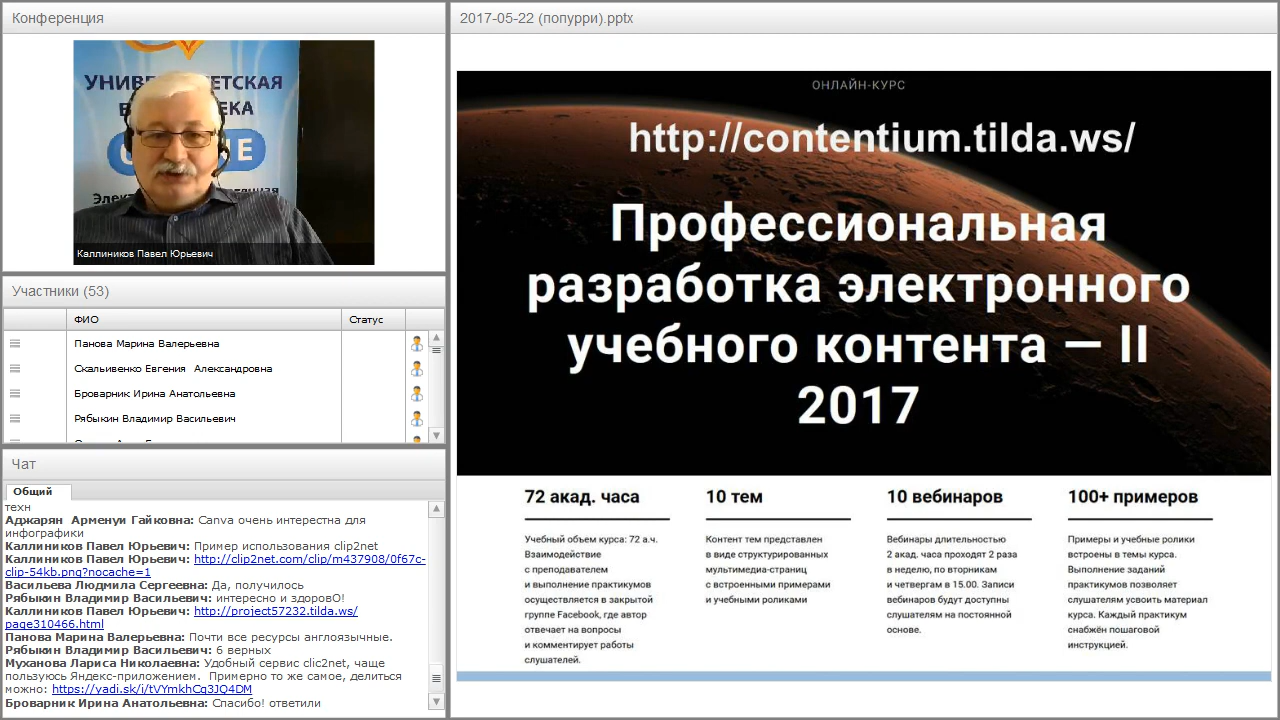 Конференция
УНИВЕ ЕТСКАЯ
Каллиников Павел Юрьевич
Участники (53)
ФИО
Статус
Панова Марина Валерьевна
Скальивенко Евгения Александровна
Броварник Ирина Анатольевна
Рябыкин Владимир Васильевич
Чат
Общий
техн
Аджарян Арменуи Гайковна: Canva очень интерестна для
инфографики
Каллиников Павел Юрьевич: Пример использования clip2net
Каллиников Павел Юрьевич: http://clip2net.com/clip/m437908/0f67c-
clip-54kb.png?nocache=1
Васильева Людмила Сергеевна: Да, получилось
Рябыкин Владимир Васильевич: интересно и здоровО!
Каллиников Павел Юрьевич: http://project57232.tilda.ws/
page310466.html
Панова Марина Валерьевна: Почти все ресурсы англоязычные.
Рябыкин Владимир Васильевич: 6 верных
Муханова Лариса Николаевна: Удобный сервис clic2net, чаще
пользуюсь Яндекс-приложением. Примерно то же самое, делиться
можно: https://yadi.sk/i/tVYmkhCq3JQ4DM
Броварник Ирина Анатольевна: Спасибо! ответили
2017-05-22 (попурри).pptx
ОНЛАЙН-КУРС
http://contentium.tilda.ws/
Профессиональная
разработка электронного
учебного контента — II
2017
72 акад. часа
Учебный объем курса: 72 а.ч.
Взаимодействие
с преподавателем
и выполнение практикумов
осуществляется в закрытой
группе Facebook, где автор
отвечает на вопросы
и комментирует работы
слушателей.
10 тем
Контент тем представлен
в виде структурированных
мультимедиа-страниц
с встроенными примерами
и учебными роликами
10 вебинаров
Вебинары длительностью
2 акад. часа проходят 2 раза
в неделю, по вторникам
и четвергам в 15.00. Записи
вебинаров будут доступны
слушателям на постоянной
основе.
100+ примеров
Примеры и учебные ролики
встроены в темы курса.
Выполнение заданий
практикумов позволяет
слушателям усвоить материал
курса. Каждый практикум
снабжён пошаговой
инструкцией.